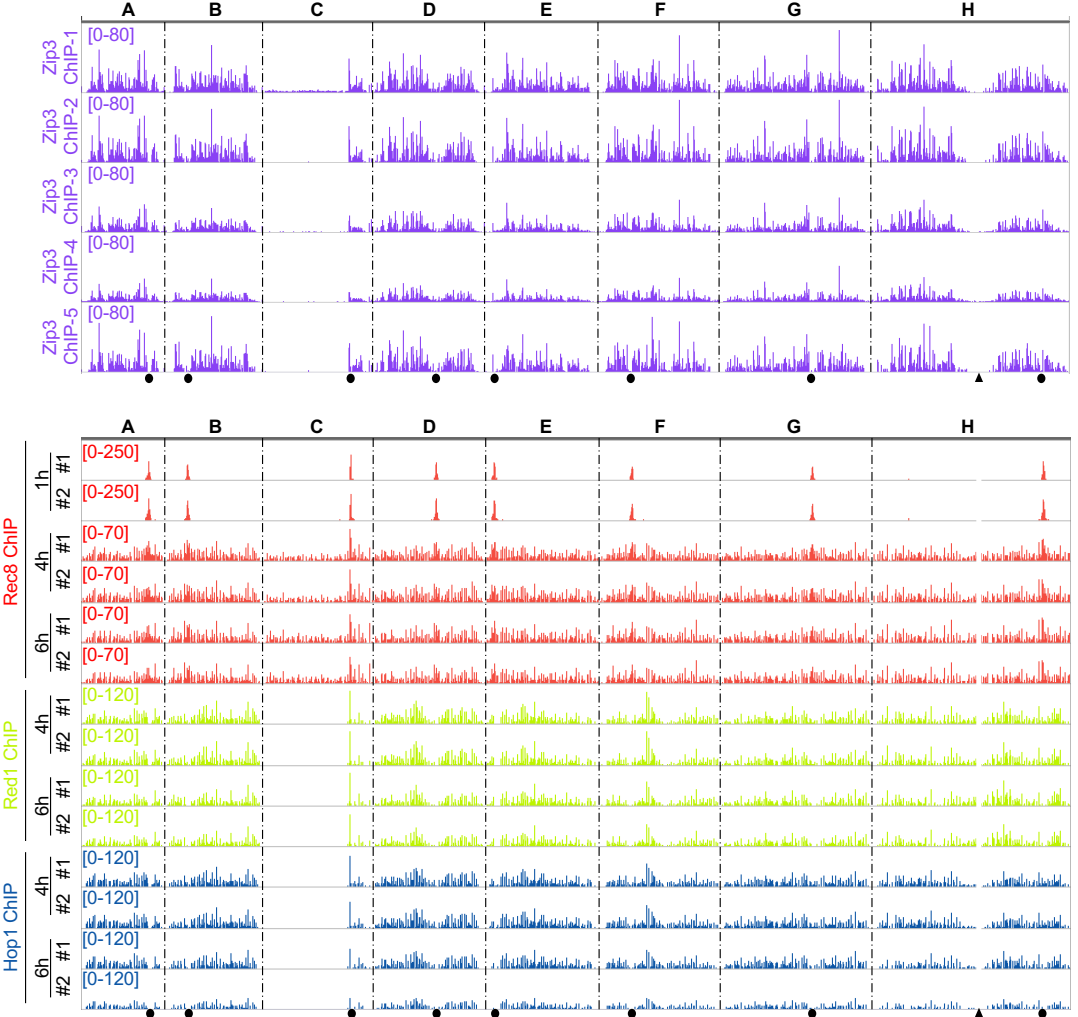 A B C D E F G H
Zip3 ChIP-1 [0-80]
Zip3 ChIP-2 [0-80]
Zip3 ChIP-3 [0-80]
Zip3 ChIP-4 [0-80]
Zip3 ChIP-5 [0-80]
A B C D E F G H
Rec8 ChIP
1h
#1 [0-250]
#2 [0-250]
4h
#1 [0-70]
#2 [0-70]
6h
#1 [0-70]
#2 [0-70]
Red1 ChIP
4h
#1 [0-120]
#2 [0-120]
6h
#1 [0-120]
#2 [0-120]
Hop1 ChIP
4h
#1 [0-120]
#2 [0-120]
6h
#1 [0-120]
#2 [0-120]